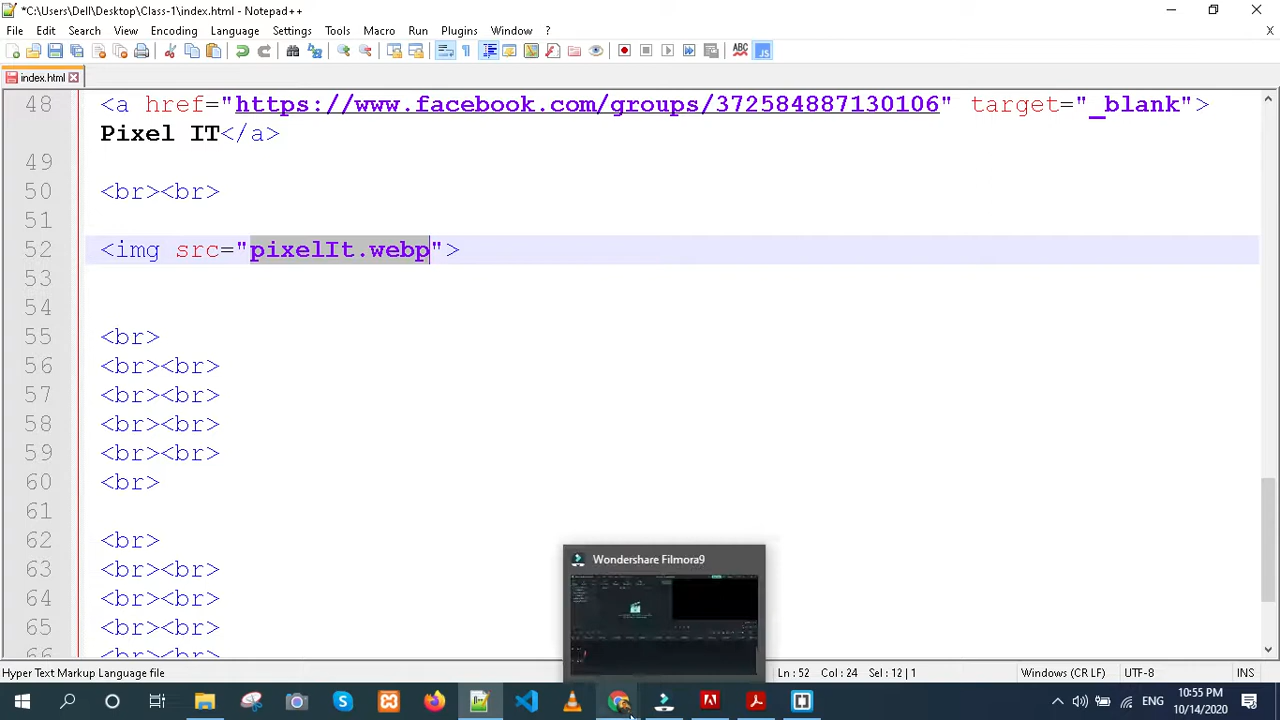 *C:\Users\Dell\Desktop\Class-1\index.html - Notepad++
File Edit Search View Encoding Language Settings Tools Macro Run Plugins Window ?
index.html
48 <a href="https://www.facebook.com/groups/372584887130106" target="_blank">
Pixel IT</a>
49
50 <br><br>
51
52 <img src="pixelIt.webp">
53
54
55 <br>
56 <br><br>
57 <br><br>
58 <br><br>
59 <br><br>
60 <br>
61
62 <br>
63 <br><br>
64 <br><br>
65 <br><br>
66 <br><br>
Wondershare Filmora9
Hyper Text Markup Language file Ln : 52 Col : 24 Sel : 12 | 1 Windows (CR LF) UTF-8 INS
ENG
10:55 PM
10/14/2020